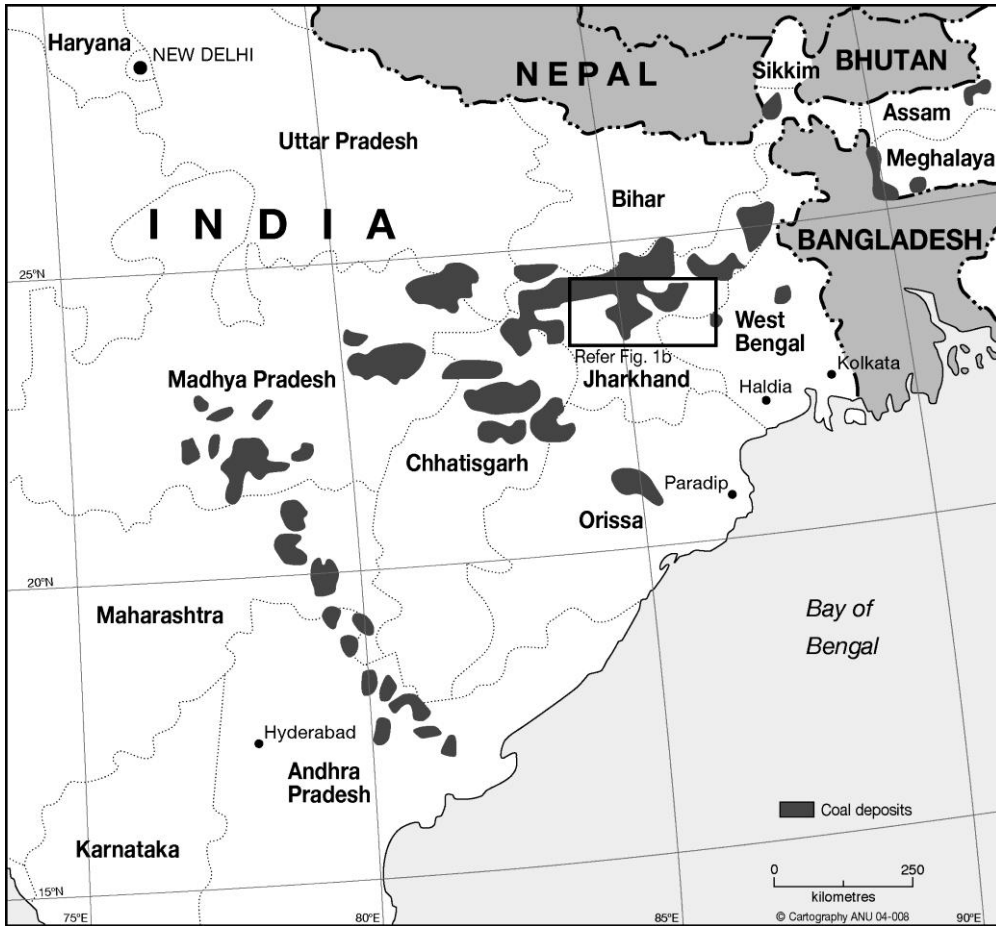 Haryana
NEW DELHI
NEPAL
Sikkim
BHUTAN
Assam
Uttar Pradesh
Meghalaya
Bihar
INDIA
BANGLADESH
25°N
West
Bengal
Refer Fig. 1b
Kolkata
Madhya Pradesh
Jharkhand
Haldia
Chhatisgarh
Paradip
Orissa
20°N
Maharashtra
Bay of
Bengal
Hyderabad
Andhra
Pradesh
Coal deposits
Karnataka
0 250
kilometres
15°N
75°E
80°E
85°E
90°E
© Cartography ANU 04-008